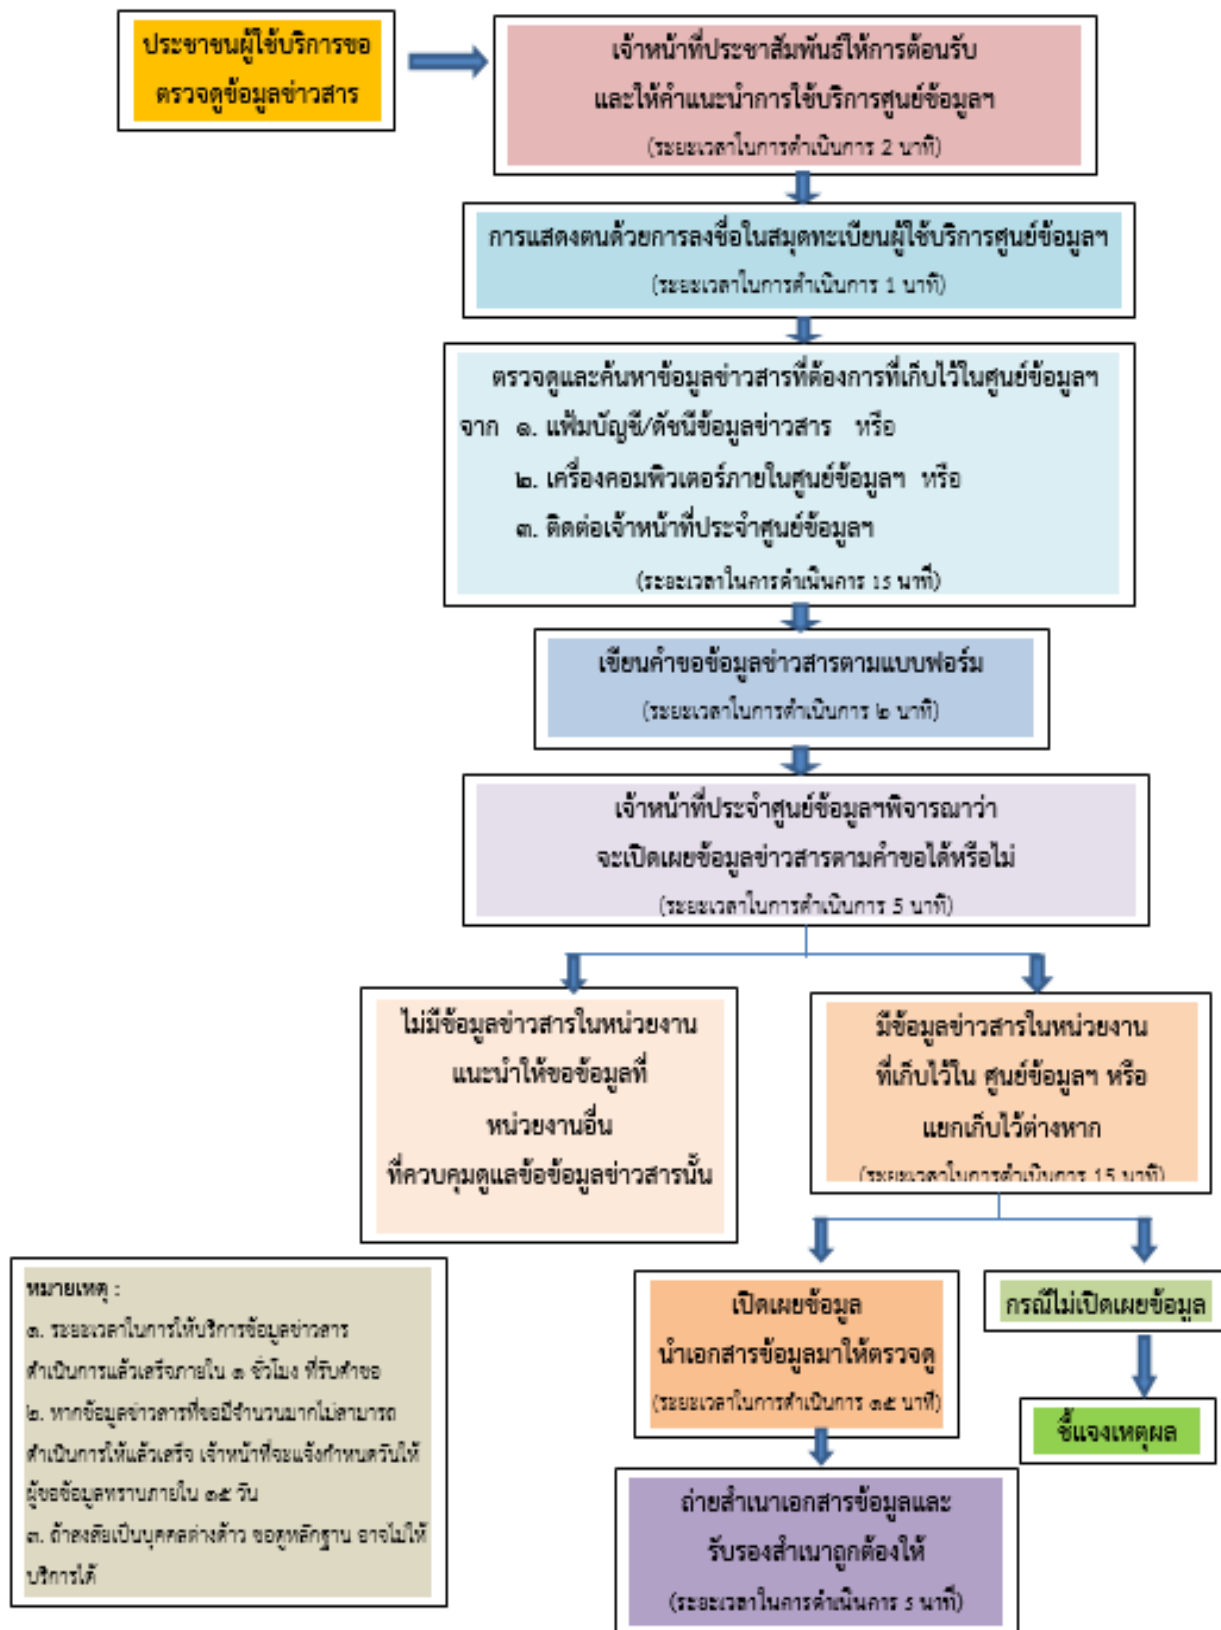 ประชาชนผู้ใช้บริการขอ
ตรวจดูข้อมูลข่าวสาร
เจ้าหน้าที่ประชาสัมพันธ์ให้การต้อนรับ
และให้คำแนะนำการใช้บริการศูนย์ข้อมูลฯ
(ระยะเวลาในการดำเนินการ 2 นาที)
การแสดงตนด้วยการลงชื่อในสมุดทะเบียนผู้ใช้บริการศูนย์ข้อมูลฯ
(ระยะเวลาในการดำเนินการ 1 นาที)
ตรวจดูและค้นหาข้อมูลข่าวสารที่ต้องการที่เก็บไว้ในศูนย์ข้อมูลฯ
จาก ๑. แฟ้มบัญชี/ดัชนีข้อมูลข่าวสาร หรือ
๒. เครื่องคอมพิวเตอร์ภายในศูนย์ข้อมูลฯ หรือ
๓. ติดต่อเจ้าหน้าที่ประจำศูนย์ข้อมูลฯ
(ระยะเวลาในการดำเนินการ 15 นาที)
เขียนคำขอข้อมูลข่าวสารตามแบบฟอร์ม
(ระยะเวลาในการดำเนินการ ๒ นาที)
เจ้าหน้าที่ประจำศูนย์ข้อมูลฯพิจารณาว่า
จะเปิดเผยข้อมูลข่าวสารตามคำขอได้หรือไม่
(ระยะเวลาในการดำเนินการ 5 นาที)
ไม่มีข้อมูลข่าวสารในหน่วยงาน
แนะนำให้ขอข้อมูลที่
หน่วยงานอื่น
ที่ควบคุมดูแลข้อข้อมูลข่าวสารนั้น
มีข้อมูลข่าวสารในหน่วยงาน
ที่เก็บไว้ใน ศูนย์ข้อมูลฯ หรือ
แยกเก็บไว้ต่างหาก
(ระยะเวลาในการดำเนินการ 15 นาที)
เปิดเผยข้อมูล
นำเอกสารข้อมูลมาให้ตรวจดู
(ระยะเวลาในการดำเนินการ ๑๕ นาที)
กรณีไม่เปิดเผยข้อมูล
ชี้แจงเหตุผล
ถ่ายสำเนาเอกสารข้อมูลและ
รับรองสำเนาถูกต้องให้
(ระยะเวลาในการดำเนินการ 5 นาที)
หมายเหตุ :
๑. ระยะเวลาในการให้บริการข้อมูลข่าวสาร
ดำเนินการแล้วเสร็จภายใน ๑ ชั่วโมง ที่รับคำขอ
๒. หากข้อมูลข่าวสารที่ขอมีจำนวนมากไม่สามารถ
ดำเนินการให้แล้วเสร็จ เจ้าหน้าที่จะแจ้งกำหนดวันให้
ผู้ขอข้อมูลทราบภายใน ๑๕ วัน
๓. ถ้าสงสัยเป็นบุคคลต่างด้าว ขอดูหลักฐาน อาจไม่ให้
บริการได้